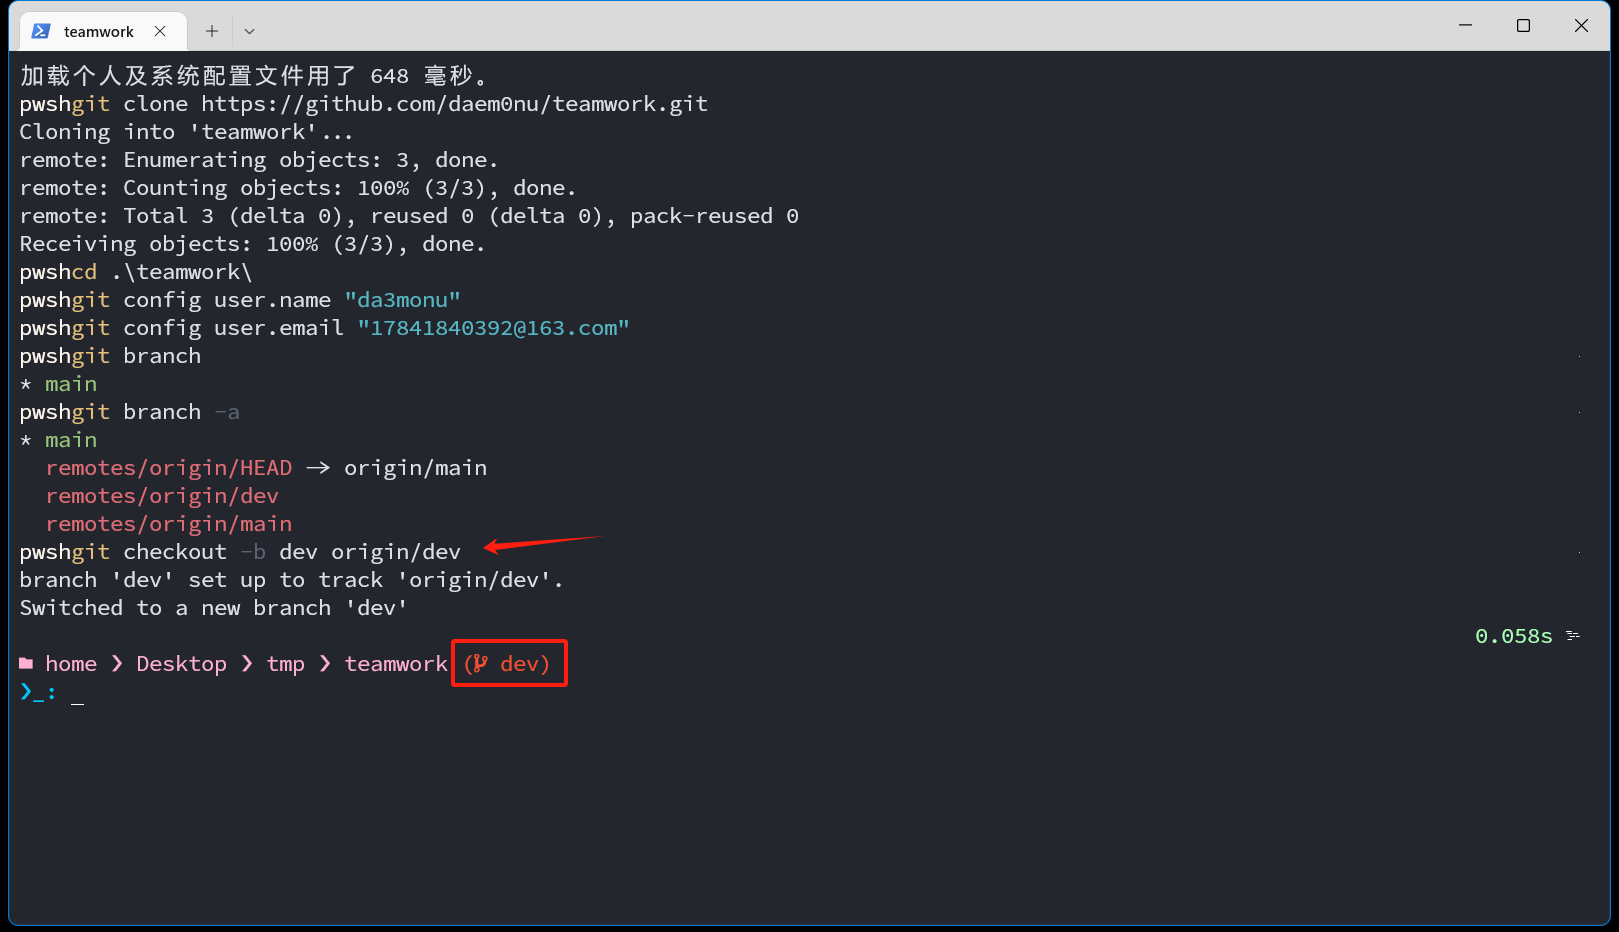 teamwork
加载个人及系统配置文件用了 648 毫秒。
pwshgit clone https://github.com/daem0nu/teamwork.git
Cloning into 'teamwork'...
remote: Enumerating objects: 3, done.
remote: Counting objects: 100% (3/3), done.
remote: Total 3 (delta 0), reused 0 (delta 0), pack-reused 0
Receiving objects: 100% (3/3), done.
pwshcd .\teamwork\
pwshgit config user.name "da3monu"
pwshgit config user.email "17841840392@163.com"
pwshgit branch
* main
pwshgit branch -a
* main
remotes/origin/HEAD -> origin/main
remotes/origin/dev
remotes/origin/main
pwshgit checkout -b dev origin/dev
branch 'dev' set up to track 'origin/dev'.
Switched to a new branch 'dev'
0.058s
home ❯ Desktop ❯ tmp ❯ teamwork ( dev)
❯_: _